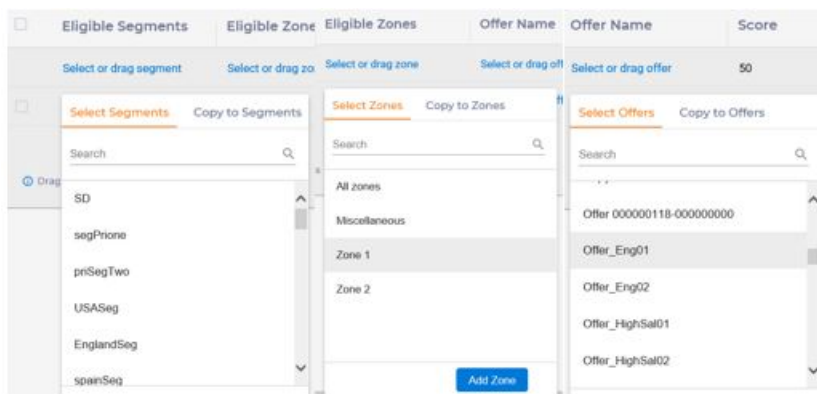 Eligible Segments
Eligible Zone
Select or drag segment
Select or drag zo
Select Segments
Copy to Segments
Search
Drag
SD
segPrione
priSegTwo
USASeg
EnglandSeg
spainSeg
Eligible Zones
Offer Name
Select or drag zone
Select or drag off
Select Zones
Copy to Zones
Search
All zones
Miscellaneous
Zone 1
Zone 2
Add Zone
Offer Name
Score
Select or drag offer
50
Select Offers
Copy to Offers
Search
Offer 000000118-000000000
Offer_Eng01
Offer_Eng02
Offer_HighSal01
Offer_HighSal02